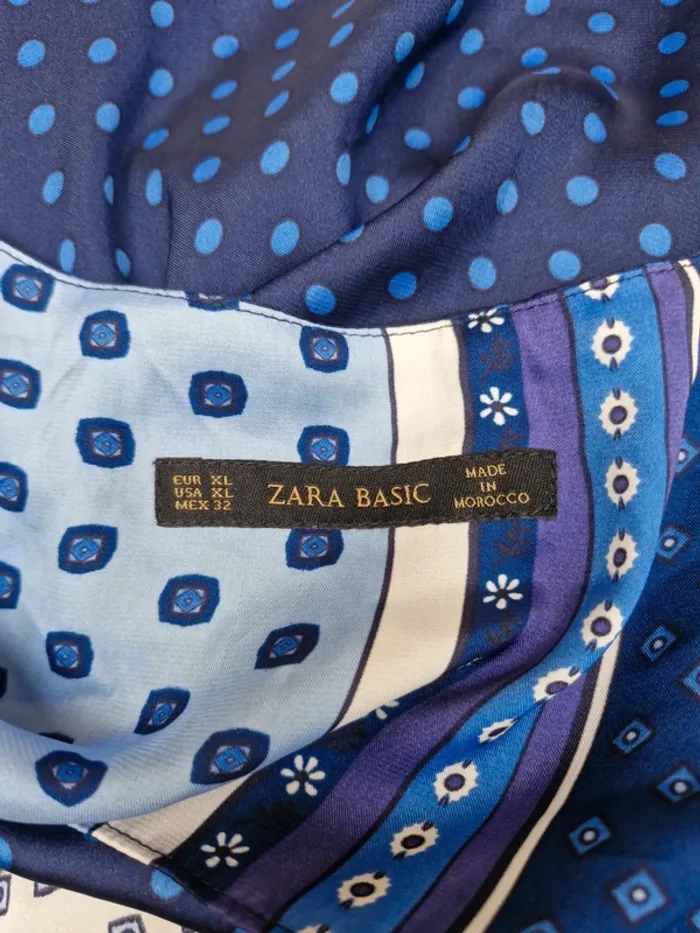 EUR XL
USA XL
MEX 32
ZARA BASIC
MADE
IN
MOROCCO